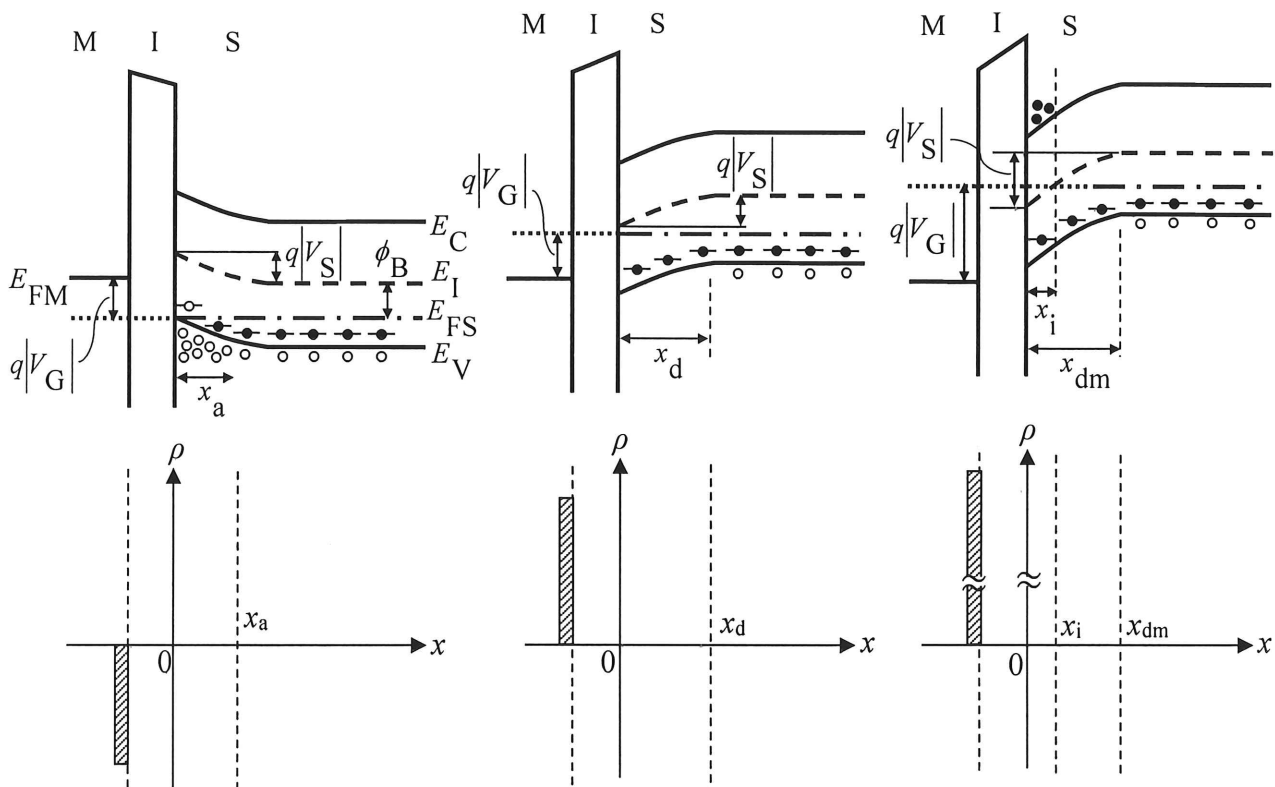 M I S
q|V_S|
ϕ_B
E_C
E_I
E_FM
E_FS
E_V
q|V_G|
x_a
M I S
q|V_G|
q|V_S|
x_d
M I S
q|V_S|
q|V_G|
x_i
x_dm
ρ
x_a
0
x
ρ
x_d
0
x
ρ
x_i
x_dm
0
x